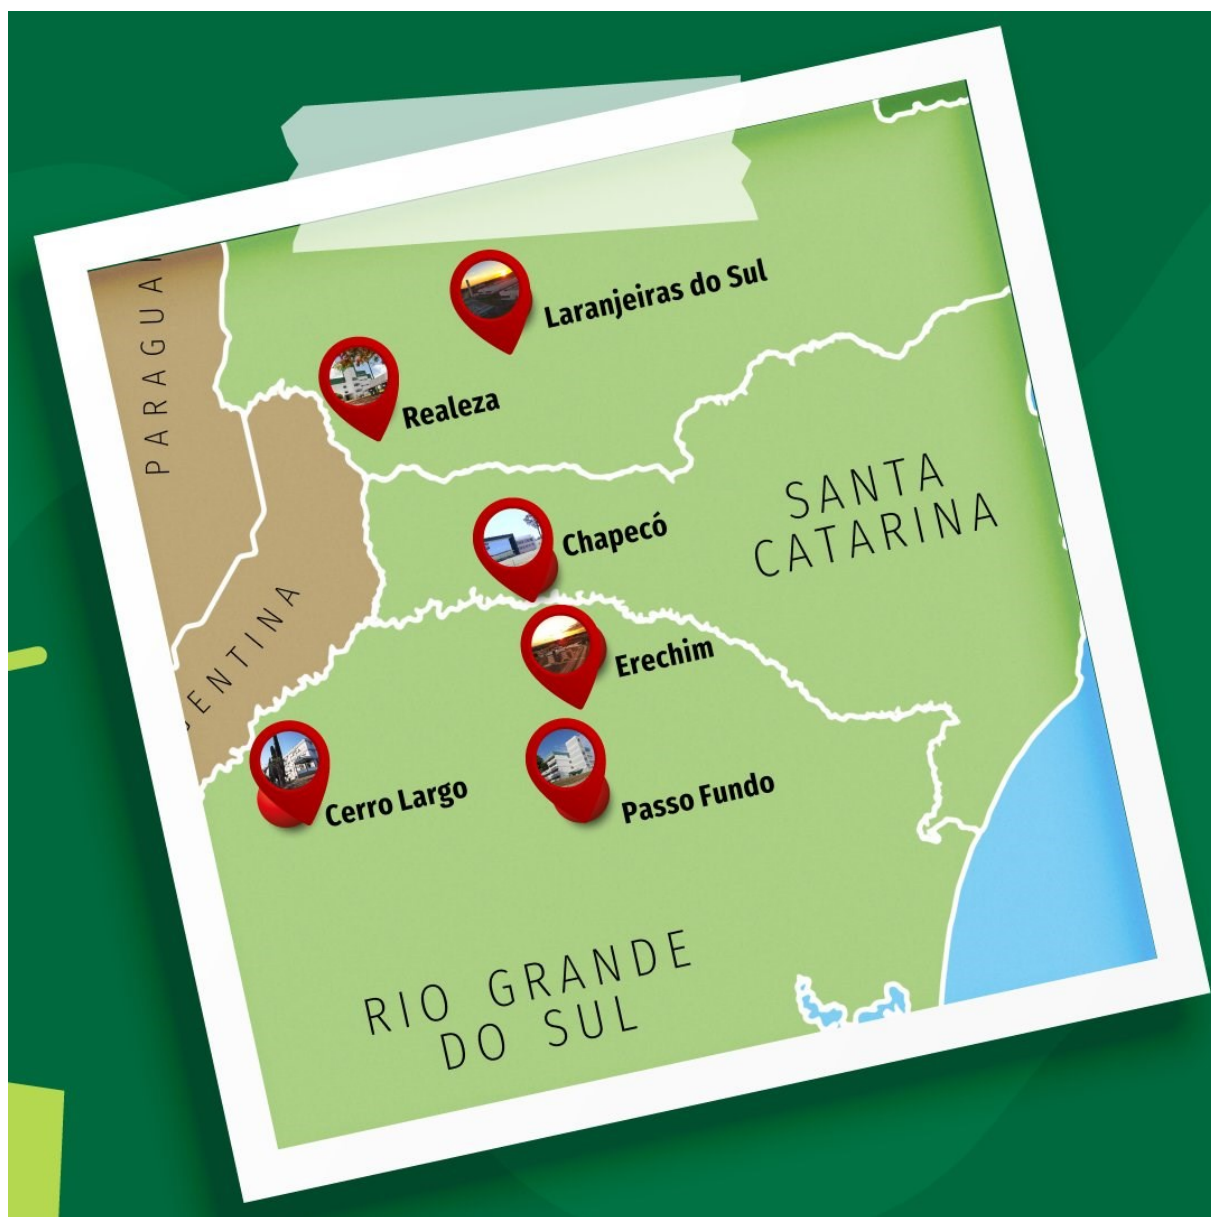 PARAGUA
Laranjeiras do Sul
Realeza
SANTA
CATARINA
Chapecó
ENTINA
Erechim
Cerro Largo
Passo Fundo
RIO GRANDE
DO SUL